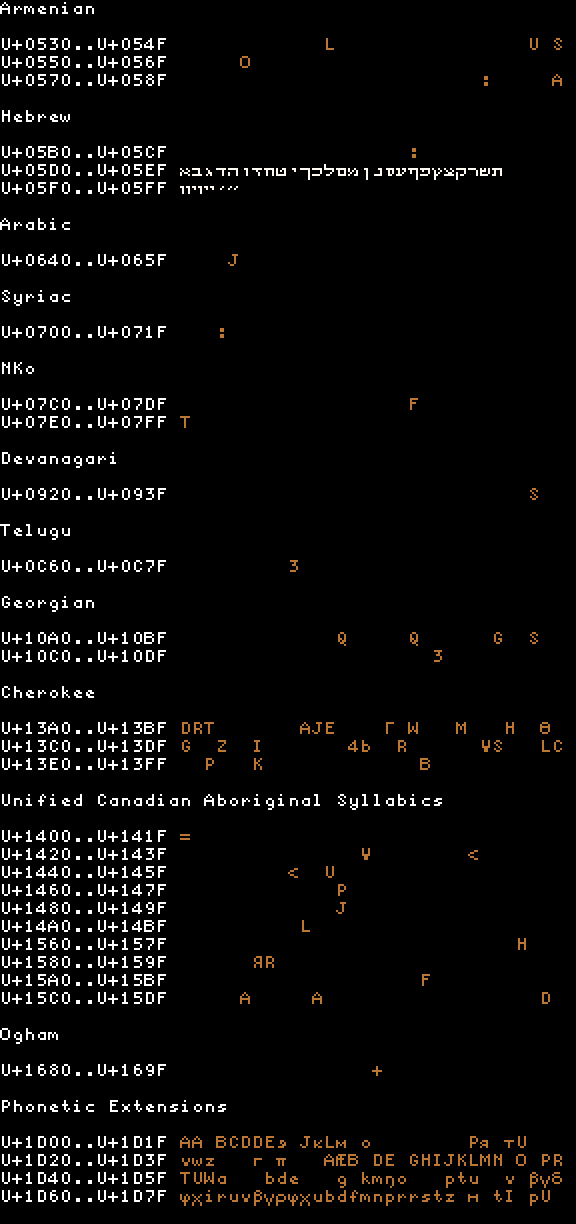 Armenian
U+0530..U+054F L U S
U+0550..U+056F O
U+0570..U+058F : A
Hebrew
U+05B0..U+05CF :
U+05D0..U+05EF אבגדהוזחטיךכלםמןנסעףפץצקרשת
U+05F0..U+05FF װױײ׳״
Arabic
U+0640..U+065F J
Syriac
U+0700..U+071F :
NKo
U+07C0..U+07DF F
U+07E0..U+07FF T
Devanagari
U+0920..U+093F S
Telugu
U+0C60..U+0C7F 3
Georgian
U+10A0..U+10BF Q Q G S
U+10C0..U+10DF 3
Cherokee
U+13A0..U+13BF DRT AJE Γ W M H Θ
U+13C0..U+13DF G Z I 4b R WS LC
U+13E0..U+13FF P K B
Unified Canadian Aboriginal Syllabics
U+1400..U+141F =
U+1420..U+143F V <
U+1440..U+145F < U
U+1460..U+147F P
U+1480..U+149F J
U+14A0..U+14BF L
U+1560..U+157F H
U+1580..U+159F ЯR
U+15A0..U+15BF F
U+15C0..U+15DF A A D
Ogham
U+1680..U+169F +
Phonetic Extensions
U+1D00..U+1D1F AA BCDDEɘ JĸLм o Pя тU
U+1D20..U+1D3F vwz г π AÆB DE GHIJKLMN O PR
U+1D40..U+1D5F TUWa bde g kmŋo ptu v βγδ
U+1D60..U+1D7F φχiruvβγρψχubdfmnprrstz н tI pU